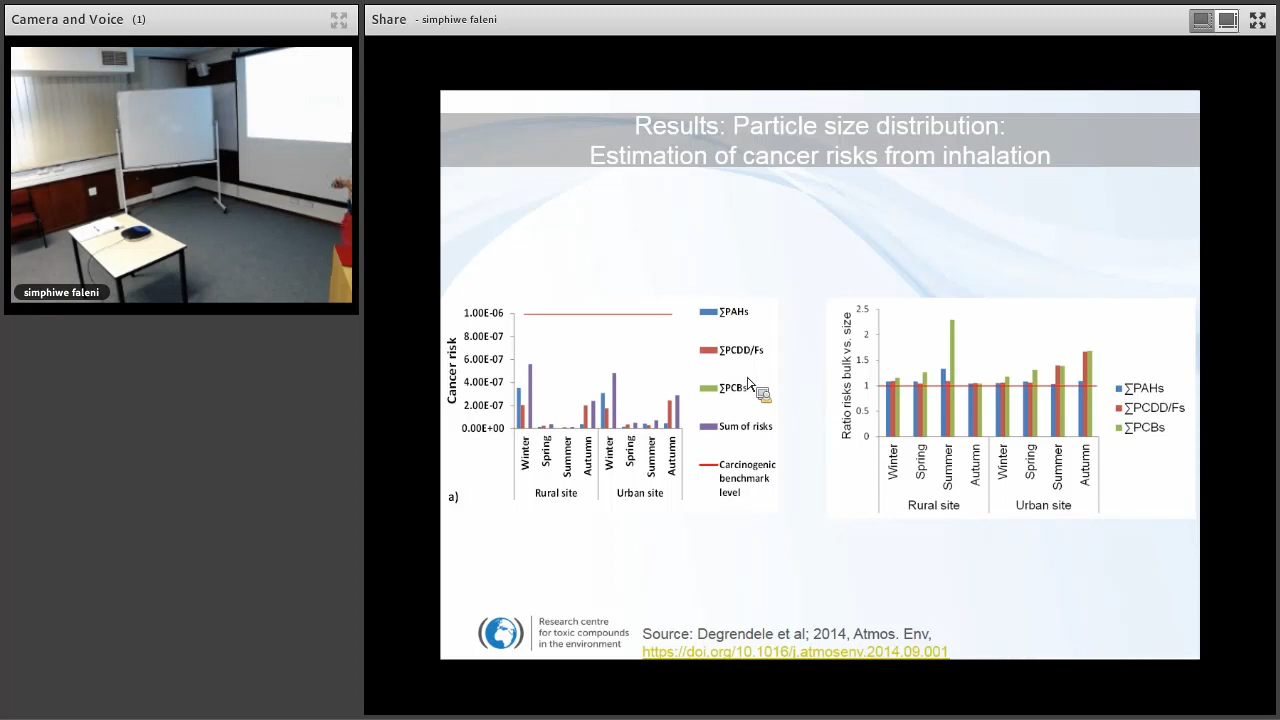 Camera and Voice (1)
simphiwe faleni
Share - simphiwe faleni
Results: Particle size distribution:
Estimation of cancer risks from inhalation
Cancer risk
1.00E-06
8.00E-07
6.00E-07
4.00E-07
2.00E-07
0.00E+00
Winter
Spring
Summer
Autumn
Winter
Spring
Summer
Autumn
Rural site
Urban site
a)
∑PAHs
∑PCDD/Fs
∑PCBs
Sum of risks
Carcinogenic
benchmark
level
Ratio risks bulk vs. size
2.5
2
1.5
1
0.5
0
Winter
Spring
Summer
Autumn
Winter
Spring
Summer
Autumn
Rural site
Urban site
∑PAHs
∑PCDD/Fs
∑PCBs
Research centre
for toxic compounds
in the environment
Source: Degrendele et al; 2014, Atmos. Env,
https://doi.org/10.1016/j.atmosenv.2014.09.001